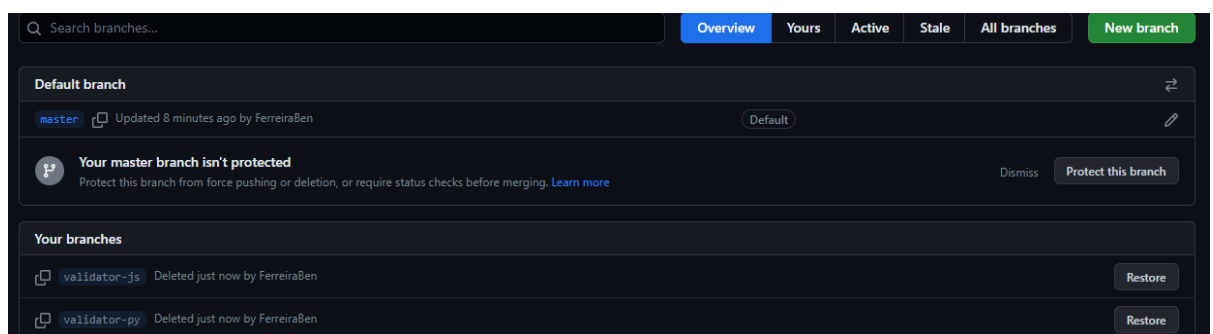 Search branches...
Overview Yours Active Stale All branches New branch
Default branch
master Updated 8 minutes ago by FerreiraBen Default
Your master branch isn't protected
Protect this branch from force pushing or deletion, or require status checks before merging. Learn more Dismiss Protect this branch
Your branches
validator-js Deleted just now by FerreiraBen Restore
validator-py Deleted just now by FerreiraBen Restore